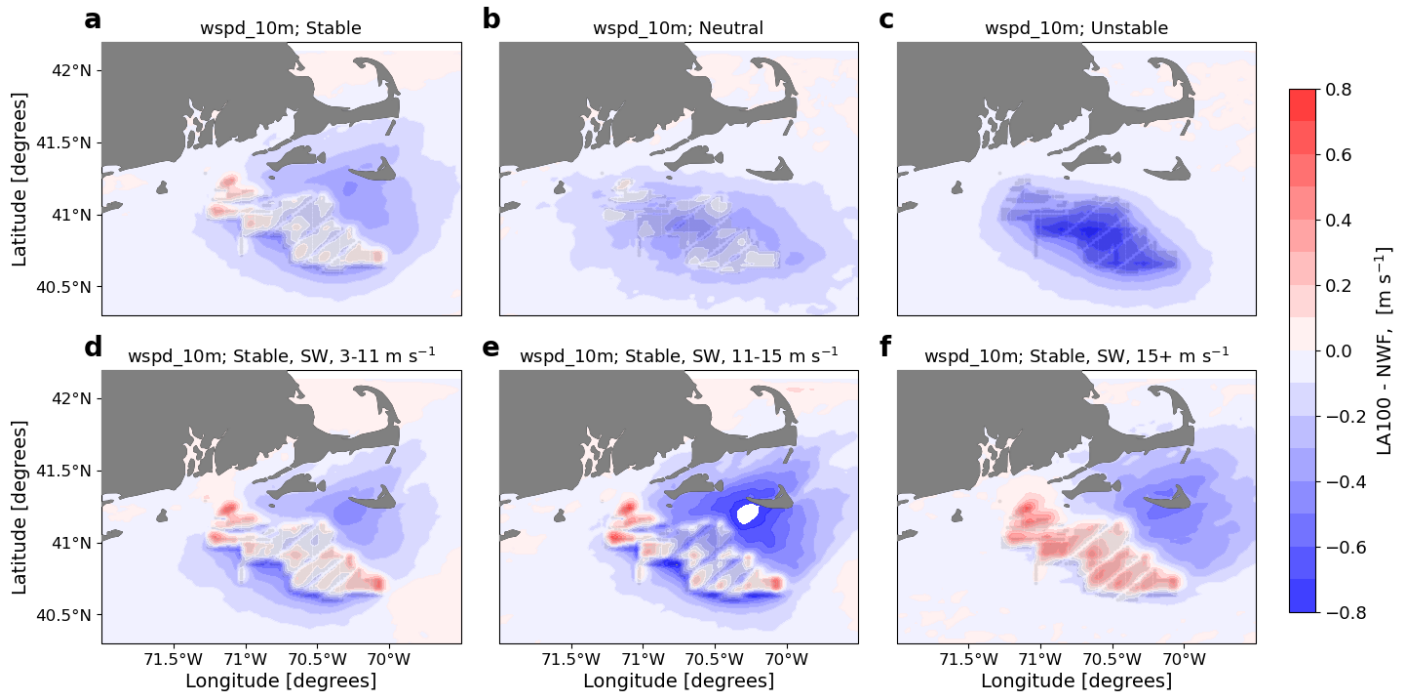 a
wspd_10m; Stable
b
wspd_10m; Neutral
c
wspd_10m; Unstable
Latitude [degrees]
42°N
41.5°N
41°N
40.5°N
d
wspd_10m; Stable, SW, 3-11 m s⁻¹
e
wspd_10m; Stable, SW, 11-15 m s⁻¹
f
wspd_10m; Stable, SW, 15+ m s⁻¹
Latitude [degrees]
42°N
41.5°N
41°N
40.5°N
71.5°W 71°W 70.5°W 70°W
Longitude [degrees]
71.5°W 71°W 70.5°W 70°W
Longitude [degrees]
71.5°W 71°W 70.5°W 70°W
Longitude [degrees]
0.8
0.6
0.4
0.2
0.0
−0.2
−0.4
−0.6
−0.8
LA100 - NWF, [m s⁻¹]